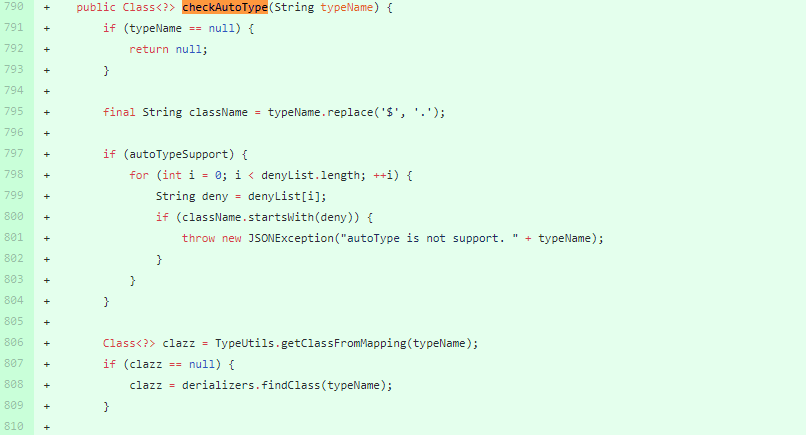 790 + public Class<?> checkAutoType(String typeName) {
791 + if (typeName == null) {
792 + return null;
793 + }
794 +
795 + final String className = typeName.replace('$', '.');
796 +
797 + if (autoTypeSupport) {
798 + for (int i = 0; i < denyList.length; ++i) {
799 + String deny = denyList[i];
800 + if (className.startsWith(deny)) {
801 + throw new JSONException("autoType is not support. " + typeName);
802 + }
803 + }
804 + }
805 +
806 + Class<?> clazz = TypeUtils.getClassFromMapping(typeName);
807 + if (clazz == null) {
808 + clazz = derializers.findClass(typeName);
809 + }
810 +